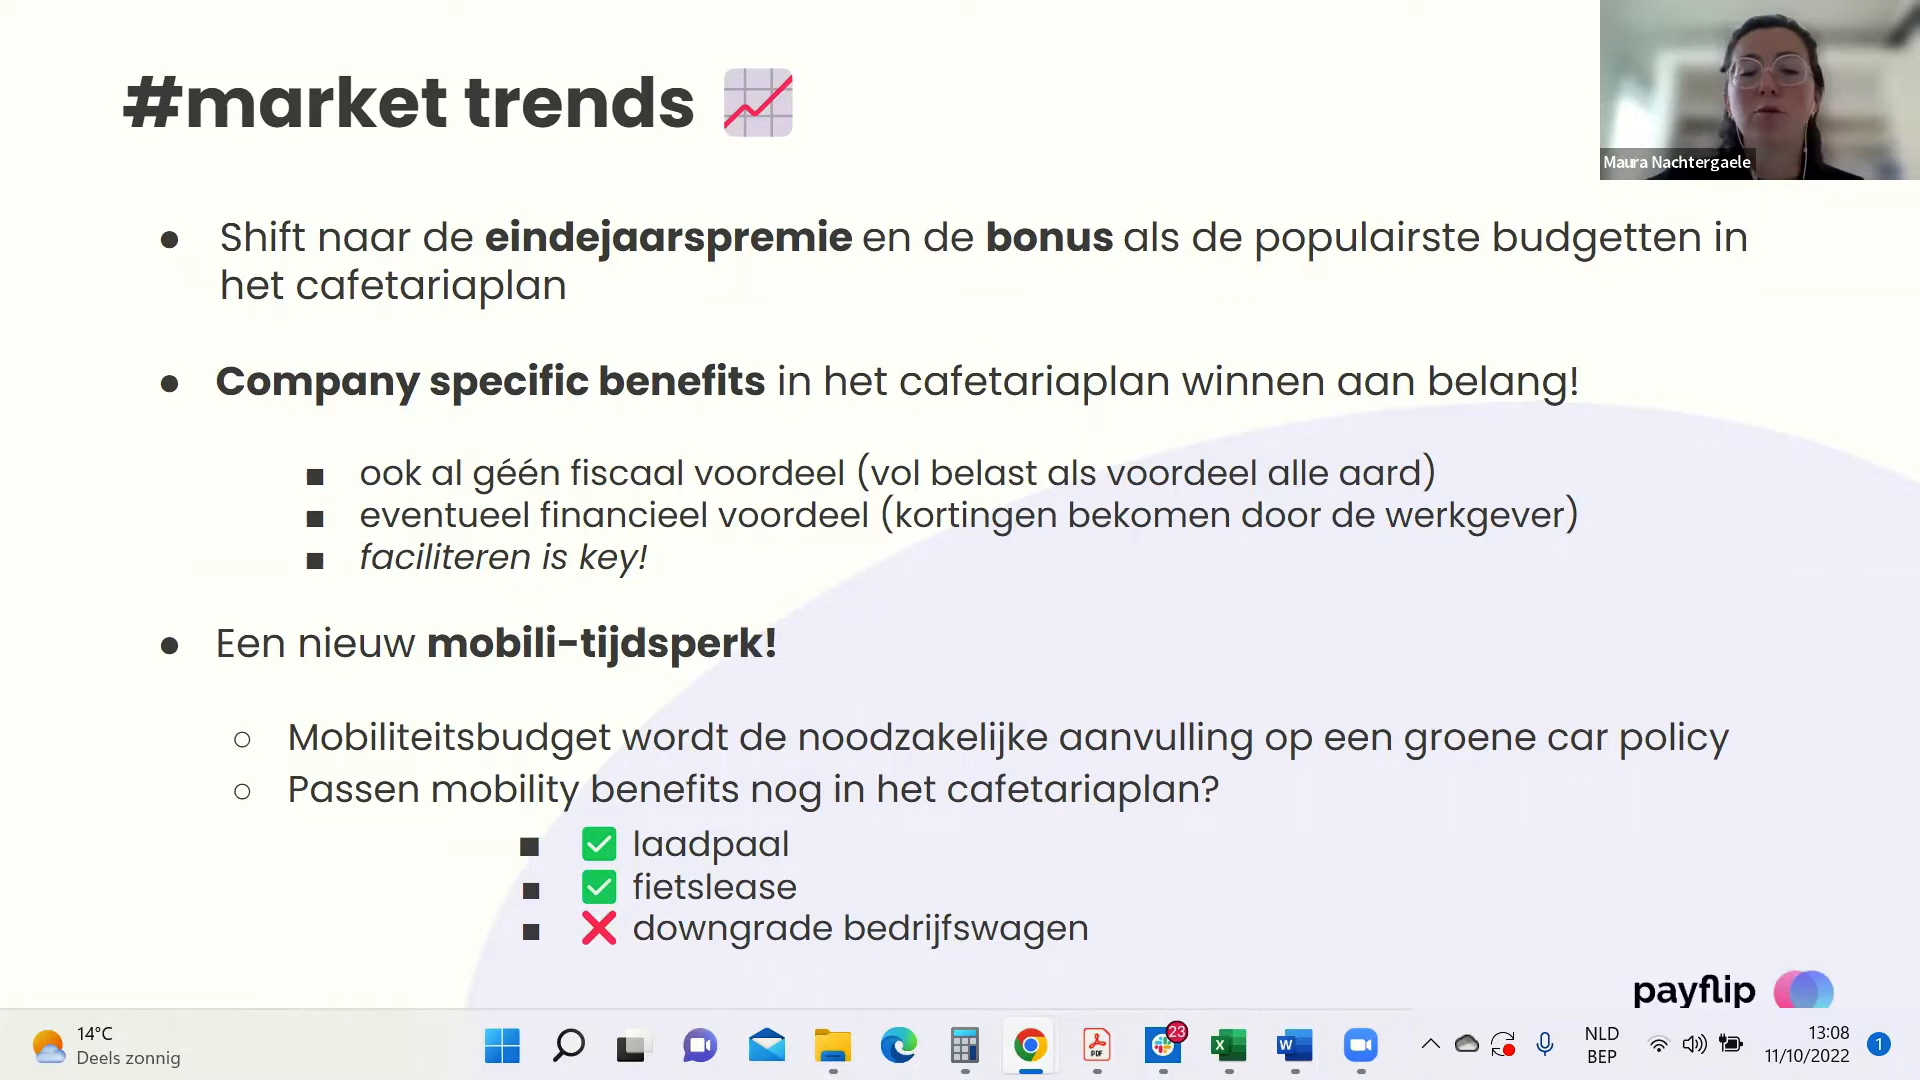 #market trends
Maura Nachtergaele
● Shift naar de eindejaarspremie en de bonus als de populairste budgetten in
het cafetariaplan
● Company specific benefits in het cafetariaplan winnen aan belang!
■ ook al géén fiscaal voordeel (vol belast als voordeel alle aard)
■ eventueel financieel voordeel (kortingen bekomen door de werkgever)
■ faciliteren is key!
● Een nieuw mobili-tijdsperk!
○ Mobiliteitsbudget wordt de noodzakelijke aanvulling op een groene car policy
○ Passen mobility benefits nog in het cafetariaplan?
■ ✅ laadpaal
■ ✅ fietslease
■ ❌ downgrade bedrijfswagen
payflip
14°C
Deels zonnig
PDF
23
X
W
NLD
BEP
13:08
11/10/2022
1